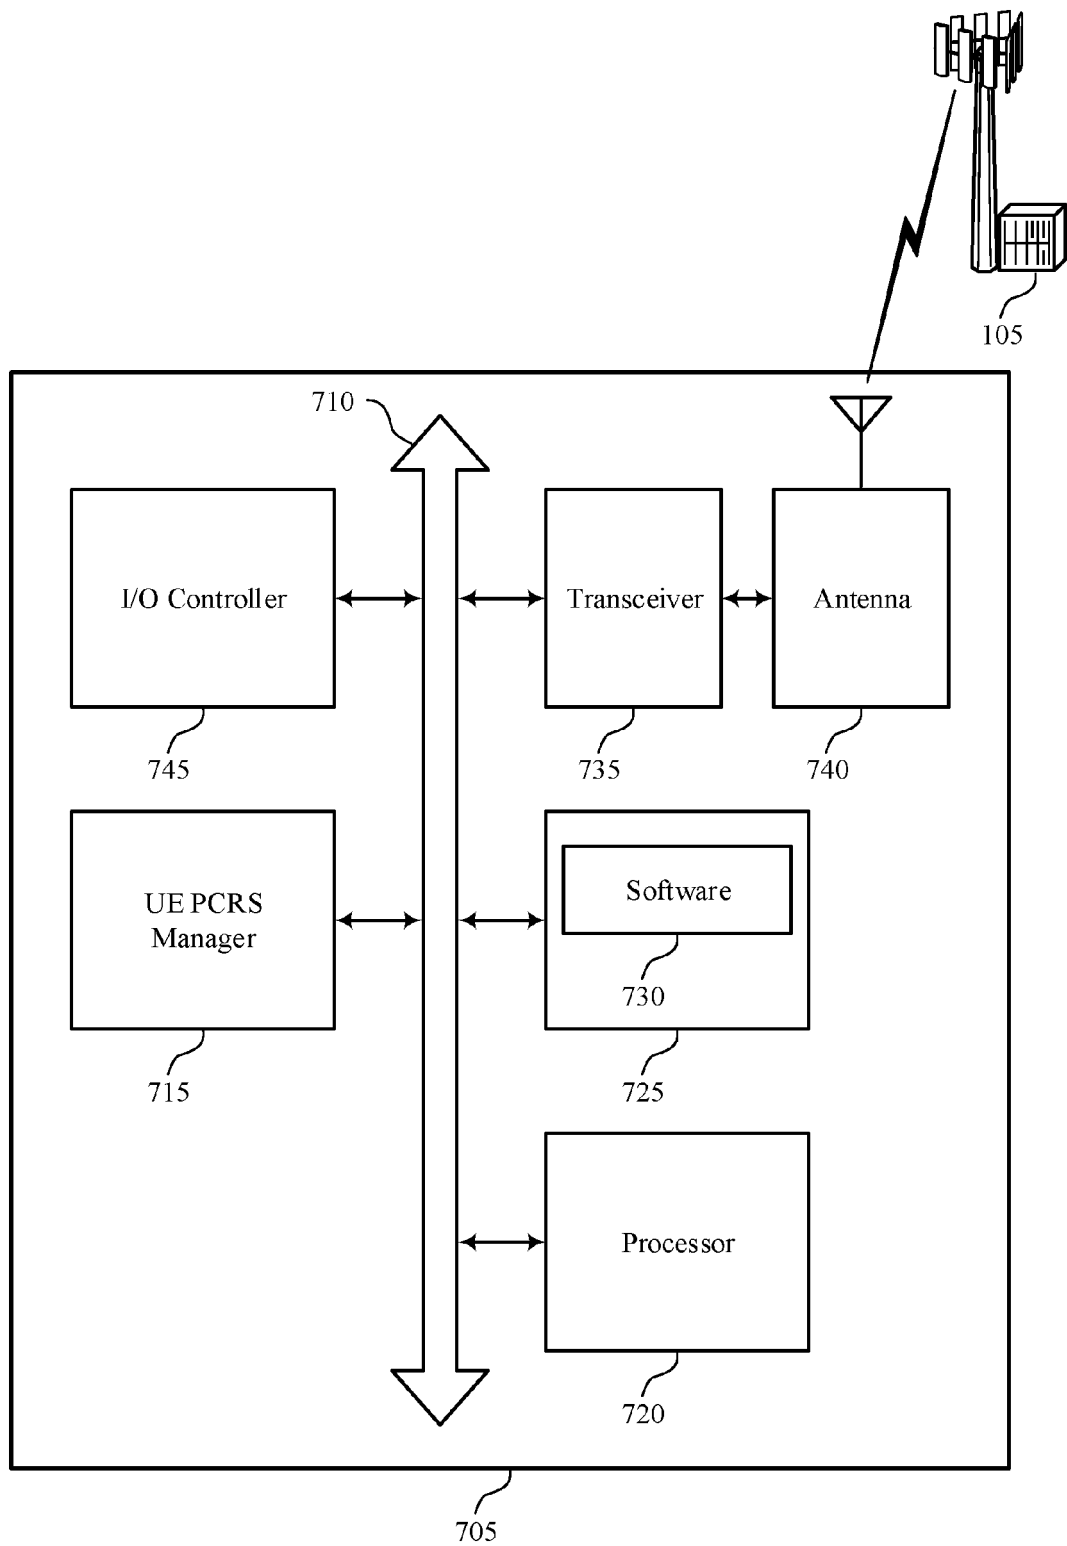 105
710
I/O Controller
Transceiver
Antenna
745
735
740
UE PCRS
Manager
Software
730
715
725
Processor
720
705